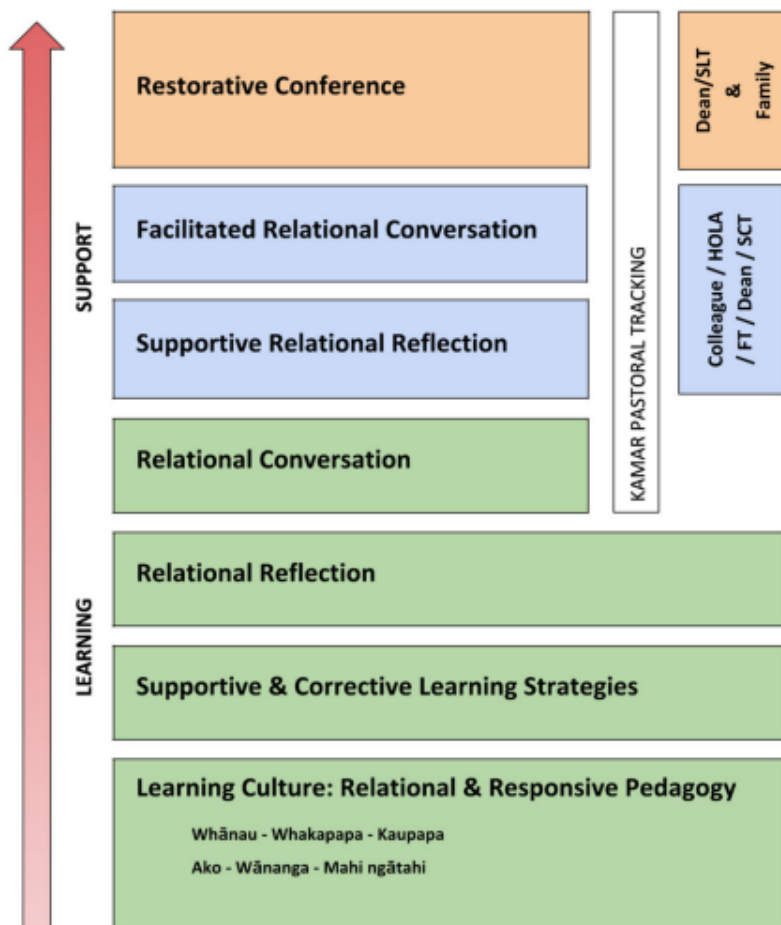 Restorative Conference
Dean/SLT
&
Family
SUPPORT
Facilitated Relational Conversation
Supportive Relational Reflection
Colleague / HOLA
/ FT / Dean / SCT
KAMAR PASTORAL TRACKING
Relational Conversation
LEARNING
Relational Reflection
Supportive & Corrective Learning Strategies
Learning Culture: Relational & Responsive Pedagogy
Whānau - Whakapapa - Kaupapa
Ako - Wānanga - Mahi ngātahi